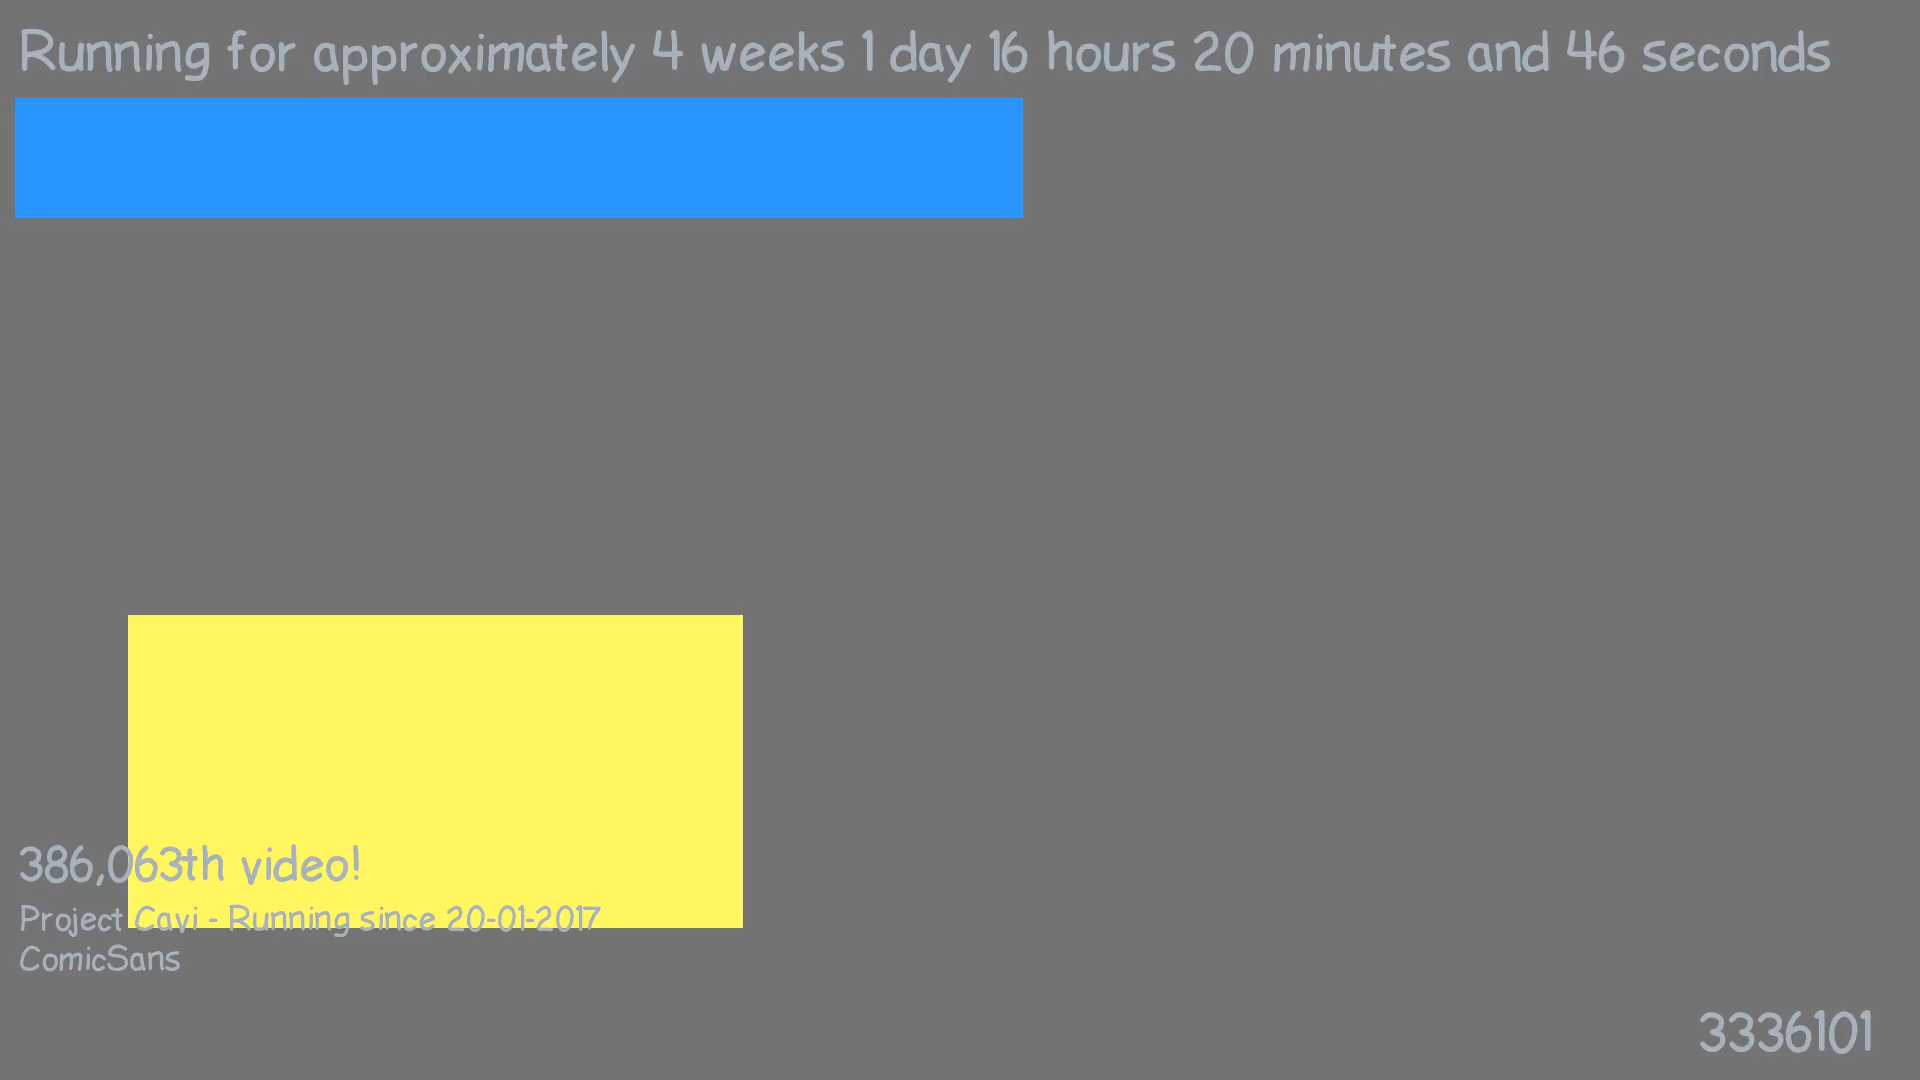 Running for approximately 4 weeks 1 day 16 hours 20 minutes and 46 seconds
386,063th video!
Project Cavi - Running since 20-01-2017
ComicSans
3336101